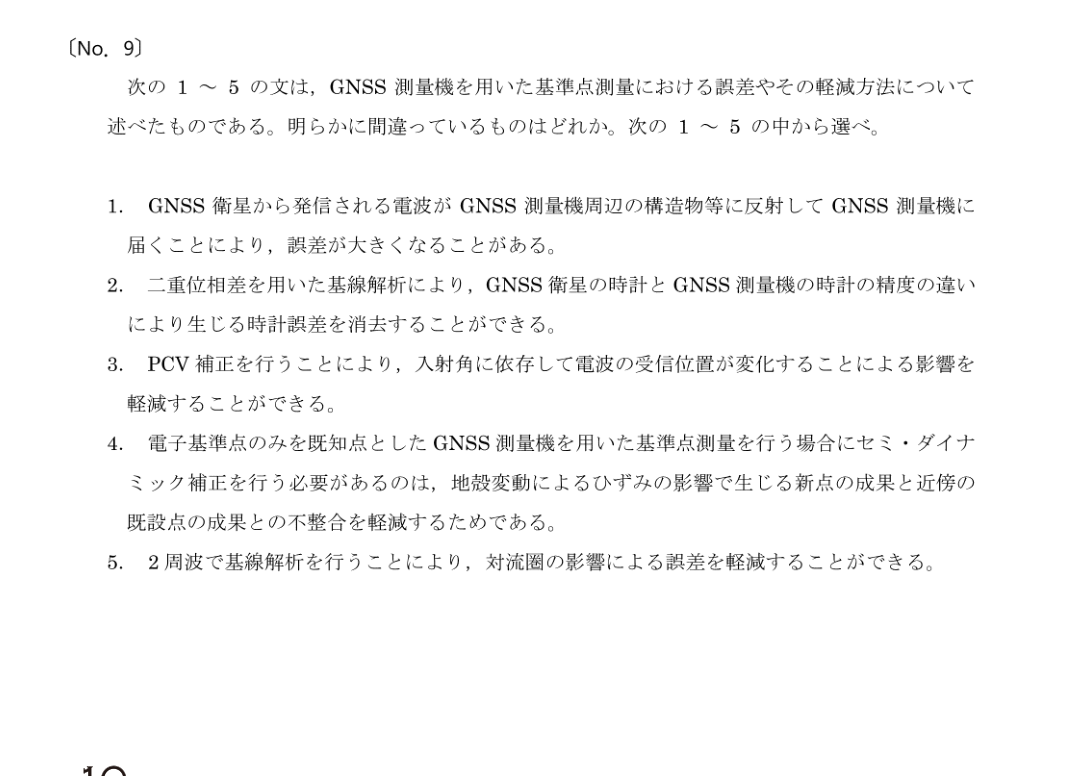 〔No. 9〕
次の 1 ～ 5 の文は，GNSS 測量機を用いた基準点測量における誤差やその軽減方法について
述べたものである。明らかに間違っているものはどれか。次の 1 ～ 5 の中から選べ。
1. GNSS 衛星から発信される電波が GNSS 測量機周辺の構造物等に反射して GNSS 測量機に
届くことにより，誤差が大きくなることがある。
2. 二重位相差を用いた基線解析により，GNSS 衛星の時計と GNSS 測量機の時計の精度の違い
により生じる時計誤差を消去することができる。
3. PCV 補正を行うことにより，入射角に依存して電波の受信位置が変化することによる影響を
軽減することができる。
4. 電子基準点のみを既知点とした GNSS 測量機を用いた基準点測量を行う場合にセミ・ダイナ
ミック補正を行う必要があるのは，地殻変動によるひずみの影響で生じる新点の成果と近傍の
既設点の成果との不整合を軽減するためである。
5. 2 周波で基線解析を行うことにより，対流圏の影響による誤差を軽減することができる。